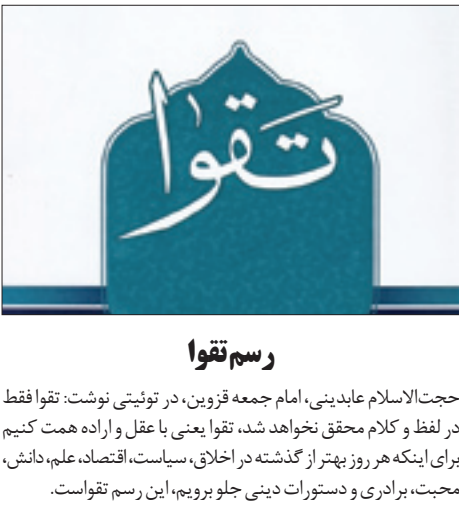 تقوا
رسم تقوا
حجت‌الاسلام عابدینی، امام جمعه قزوین، در توئیتی نوشت: تقوا فقط
در لفظ و کلام محقق نخواهد شد، تقوا یعنی با عقل و اراده همت کنیم
برای اینکه هر روز بهتر از گذشته در اخلاق، سیاست، اقتصاد، علم، دانش،
محبت، برادری و دستورات دینی جلو برویم، این رسم تقواست.